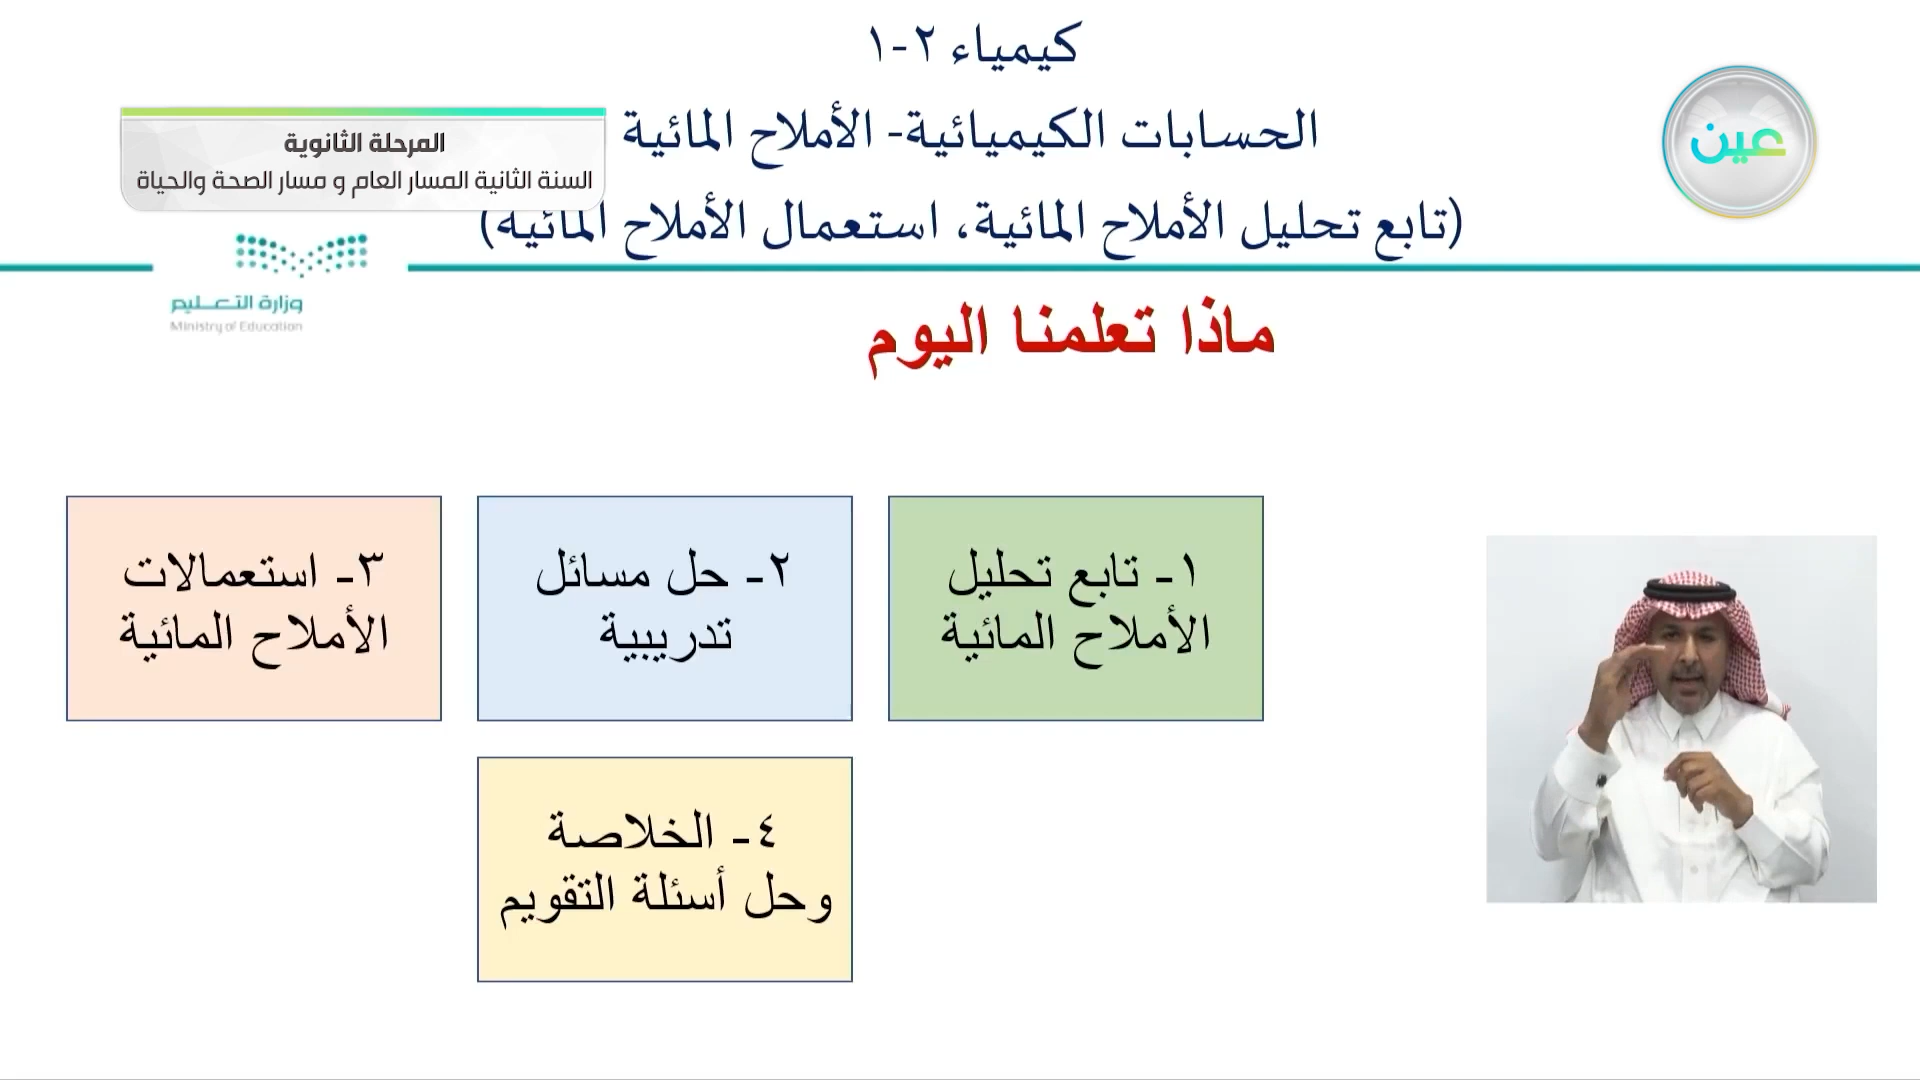 كيمياء ٢-١
الحسابات الكيميائية- الأملاح المائية
(تابع تحليل الأملاح المائية، استعمال الأملاح المائية)
المرحلة الثانوية
السنة الثانية المسار العام و مسار الصحة والحياة
عين
وزارة التعليم
Ministry of Education
ماذا تعلمنا اليوم
١- تابع تحليل
الأملاح المائية
٢- حل مسائل
تدريبية
٣- استعمالات
الأملاح المائية
٤- الخلاصة
وحل أسئلة التقويم